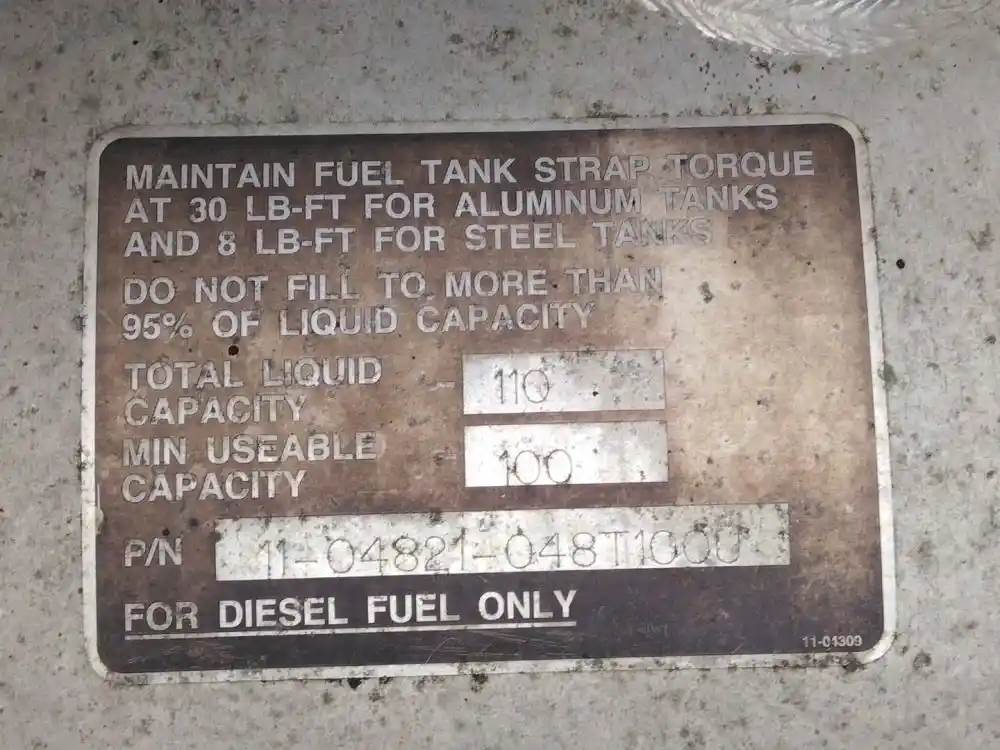 MAINTAIN FUEL TANK STRAP TORQUE
AT 30 LB-FT FOR ALUMINUM TANKS
AND 8 LB-FT FOR STEEL TANKS
DO NOT FILL TO MORE THAN
95% OF LIQUID CAPACITY
TOTAL LIQUID
CAPACITY - 110
MIN USEABLE
CAPACITY - 100
P/N 11-04821-048T100U
FOR DIESEL FUEL ONLY
11-01309